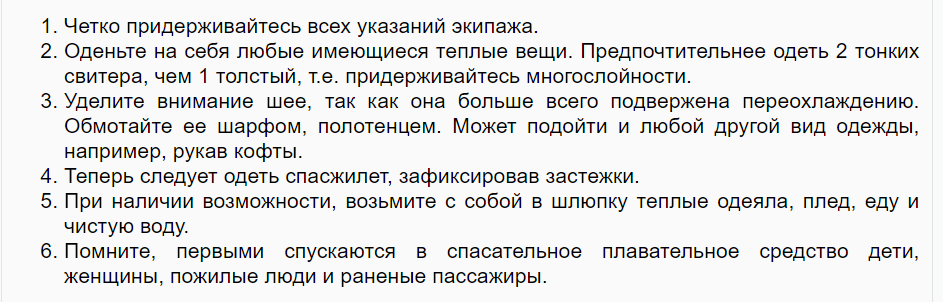 1. Четко придерживайтесь всех указаний экипажа.
2. Оденьте на себя любые имеющиеся теплые вещи. Предпочтительнее одеть 2 тонких
свитера, чем 1 толстый, т.е. придерживайтесь многослойности.
3. Уделите внимание шее, так как она больше всего подвержена переохлаждению.
Обмотайте ее шарфом, полотенцем. Может подойти и любой другой вид одежды,
например, рукав кофты.
4. Теперь следует одеть спасжилет, зафиксировав застежки.
5. При наличии возможности, возьмите с собой в шлюпку теплые одеяла, плед, еду и
чистую воду.
6. Помните, первыми спускаются в спасательное плавательное средство дети,
женщины, пожилые люди и раненые пассажиры.